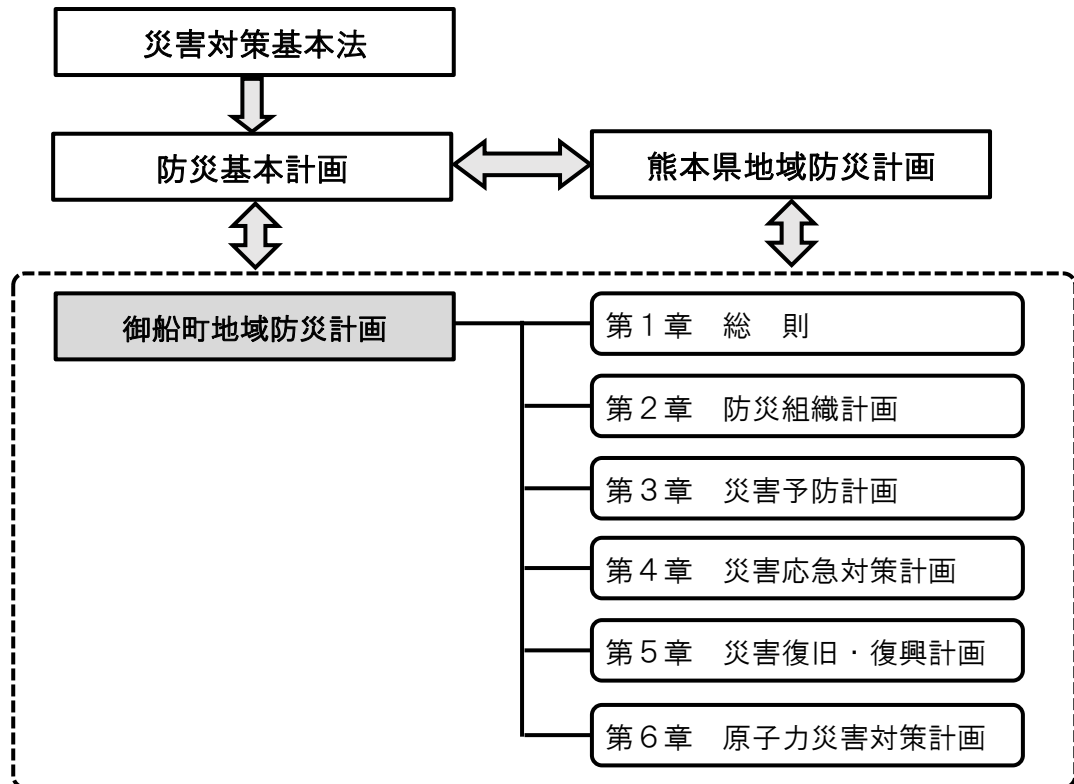 災害対策基本法
防災基本計画
熊本県地域防災計画
御船町地域防災計画
第1章　総　則
第2章　防災組織計画
第3章　災害予防計画
第4章　災害応急対策計画
第5章　災害復旧・復興計画
第6章　原子力災害対策計画